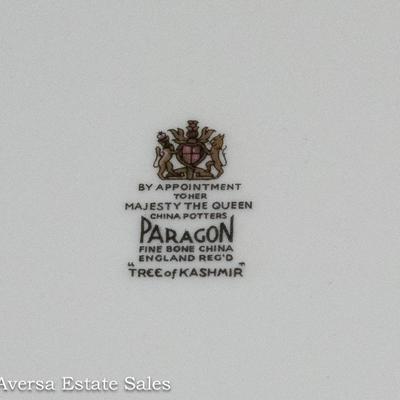 BY APPOINTMENT
TO HER
MAJESTY THE QUEEN
CHINA POTTERS
PARAGON
FINE BONE CHINA
ENGLAND REG'D
"TREE of KASHMIR"
Aversa Estate Sales